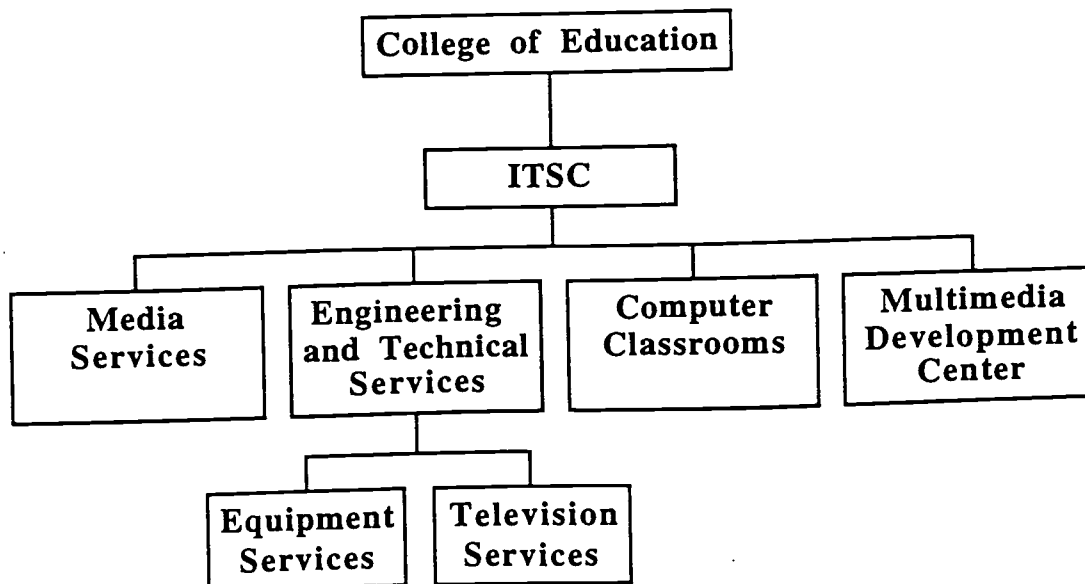 College of Education
ITSC
Media
Services
Engineering
and Technical
Services
Computer
Classrooms
Multimedia
Development
Center
Equipment
Services
Television
Services